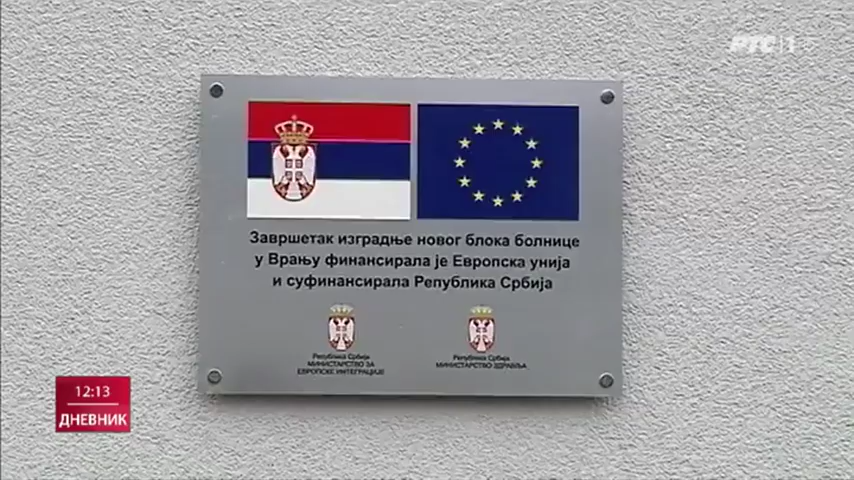 РТС 1
Завршетак изградње новог блока болнице
у Врању финансирала је Европска унија
и суфинансирала Република Србија
Република Србија
МИНИСТАРСТВО ЗА
ЕВРОПСКЕ ИНТЕГРАЦИЈЕ
Република Србија
МИНИСТАРСТВО ЗДРАВЉА
12:13
ДНЕВНИК